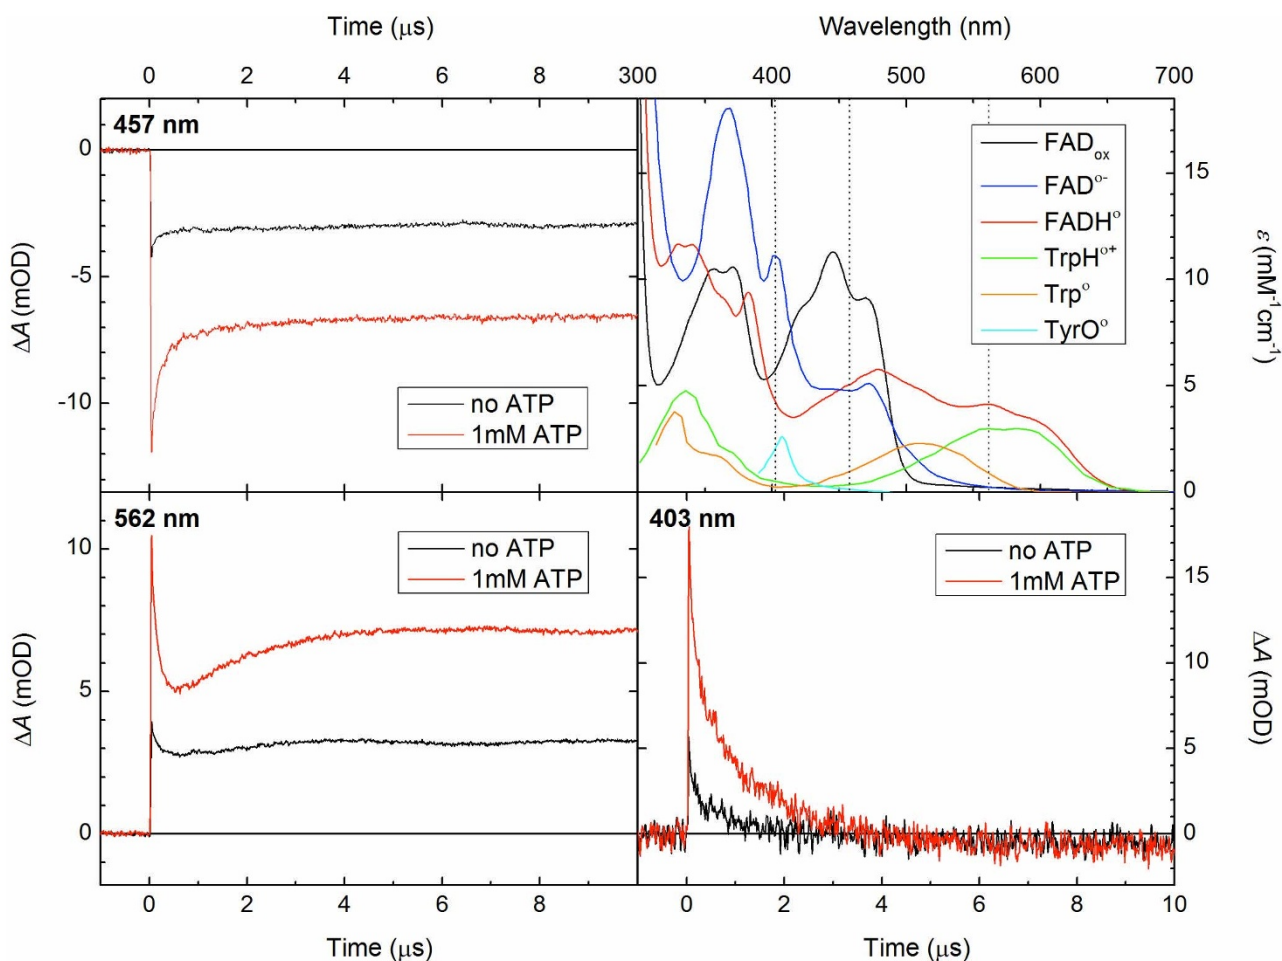 Time (μs)
Wavelength (nm)
0 2 4 6 8 300 400 500 600 700
457 nm
0
-5
-10
ΔA (mOD)
no ATP
1mM ATP
FADox
FAD°-
FADH°
TrpH°+
Trp°
TyrO°
15
10
5
0
ε (mM-1cm-1)
562 nm
10
5
0
ΔA (mOD)
no ATP
1mM ATP
403 nm
no ATP
1mM ATP
15
10
5
0
ΔA (mOD)
0 2 4 6 8 0 2 4 6 8 10
Time (μs)
Time (μs)